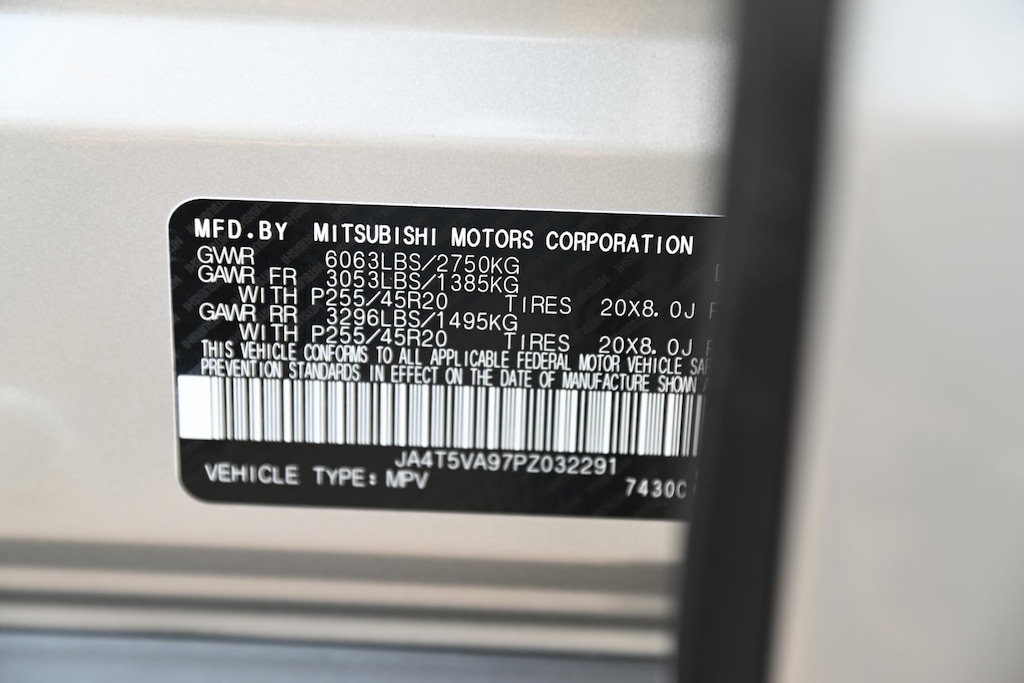 MFD.BY MITSUBISHI MOTORS CORPORATION
GVWR 6063LBS/2750KG
GAWR FR 3053LBS/1385KG
WITH P255/45R20 TIRES 20X8.0J
GAWR RR 3296LBS/1495KG
WITH P255/45R20 TIRES 20X8.0J
THIS VEHICLE CONFORMS TO ALL APPLICABLE FEDERAL MOTOR VEHICLE SA
PREVENTION STANDARDS IN EFFECT ON THE DATE OF MANUFACTURE SHOWN
JA4T5VA97PZ032291
VEHICLE TYPE: MPV 7430C